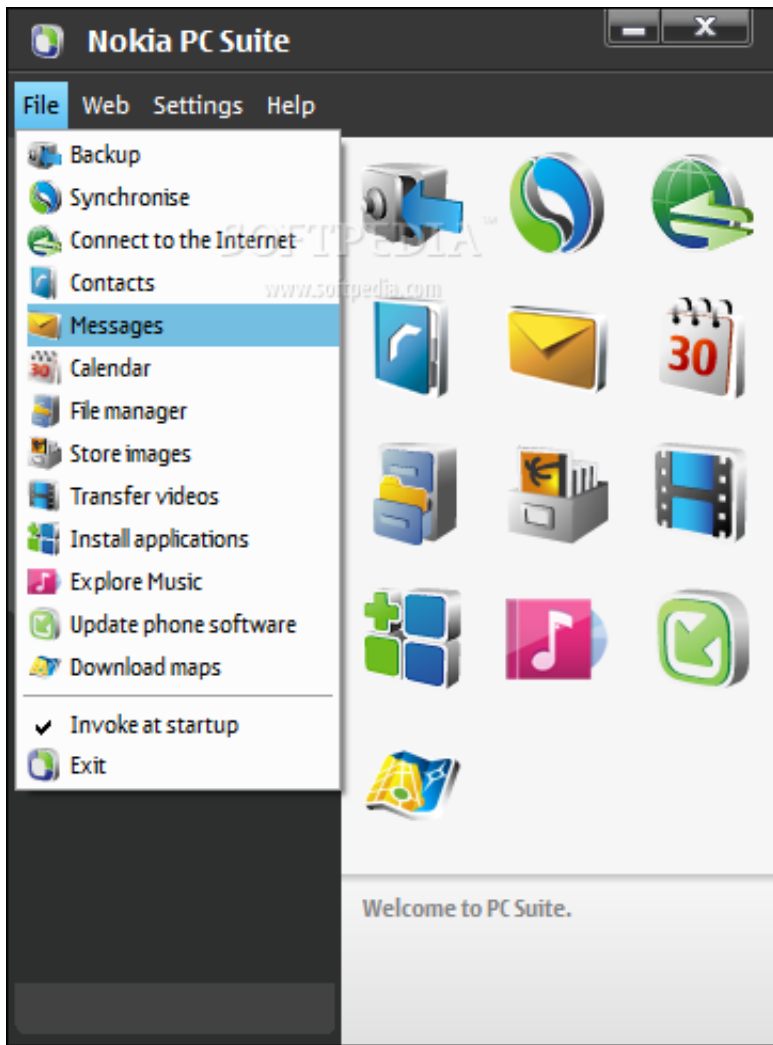 Nokia PC Suite
File Web Settings Help
Backup
Synchronise
Connect to the Internet
Contacts
Messages
Calendar
File manager
Store images
Transfer videos
Install applications
Explore Music
Update phone software
Download maps
Invoke at startup
Exit
SOFTPEDIA™
www.softpedia.com
30
30
Welcome to PC Suite.